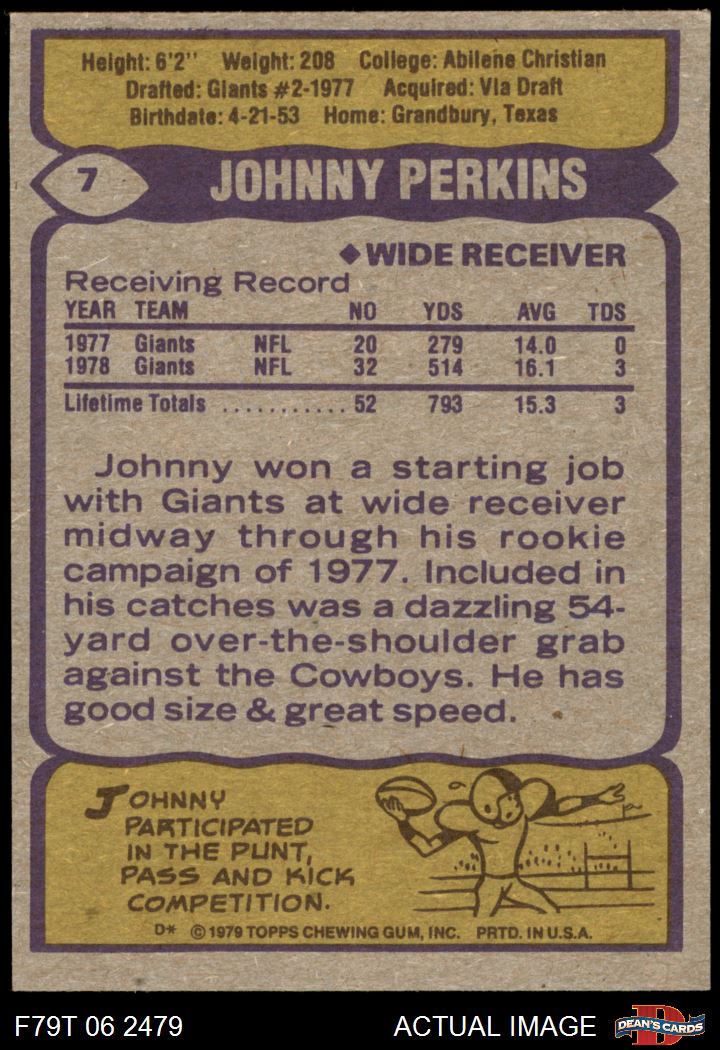 Height: 6'2'' Weight: 208 College: Abilene Christian
Drafted: Giants #2-1977 Acquired: Via Draft
Birthdate: 4-21-53 Home: Grandbury, Texas
7 JOHNNY PERKINS
◆WIDE RECEIVER
Receiving Record
YEAR TEAM NO YDS AVG TDS
1977 Giants NFL 20 279 14.0 0
1978 Giants NFL 32 514 16.1 3
Lifetime Totals ........... 52 793 15.3 3
Johnny won a starting job
with Giants at wide receiver
midway through his rookie
campaign of 1977. Included in
his catches was a dazzling 54-
yard over-the-shoulder grab
against the Cowboys. He has
good size & great speed.
JOHNNY
PARTICIPATED
IN THE PUNT,
PASS AND KICK
COMPETITION.
D* © 1979 TOPPS CHEWING GUM, INC. PRTD. IN U.S.A.
F79T 06 2479 ACTUAL IMAGE D DEAN'S CARDS